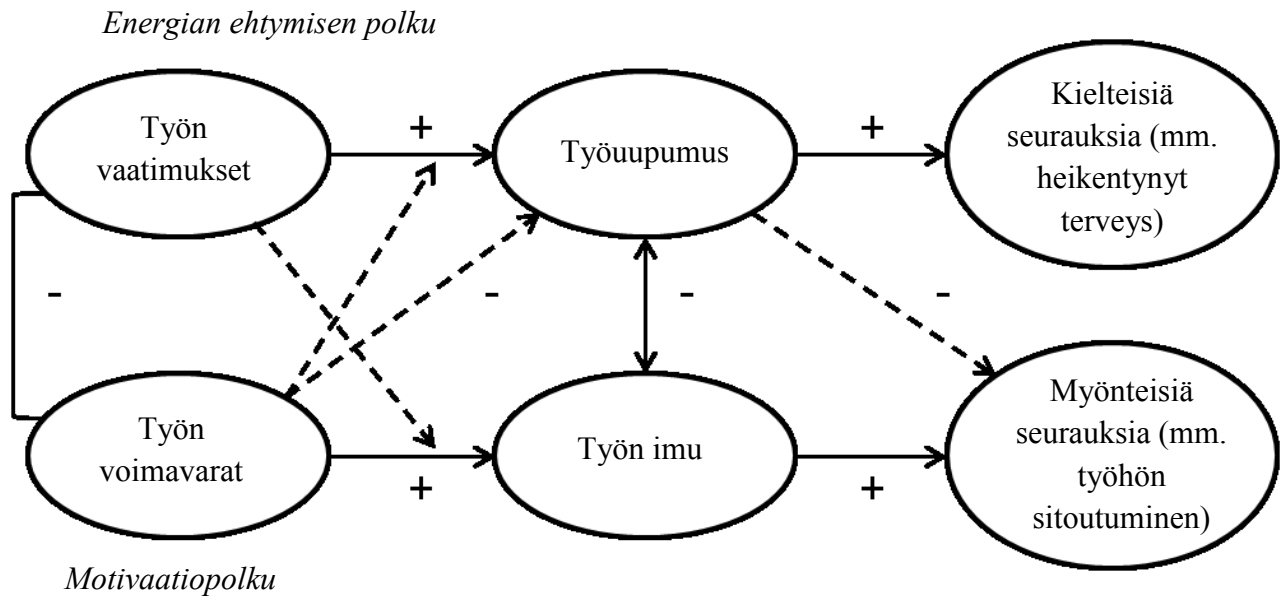 Energian ehtymisen polku
Työn
vaatimukset
+
Työuupumus
+
Kielteisiä
seurauksia (mm.
heikentynyt
terveys)
-
-
-
-
Työn
voimavarat
+
Työn imu
+
Myönteisiä
seurauksia (mm.
työhön
sitoutuminen)
Motivaatiopolku